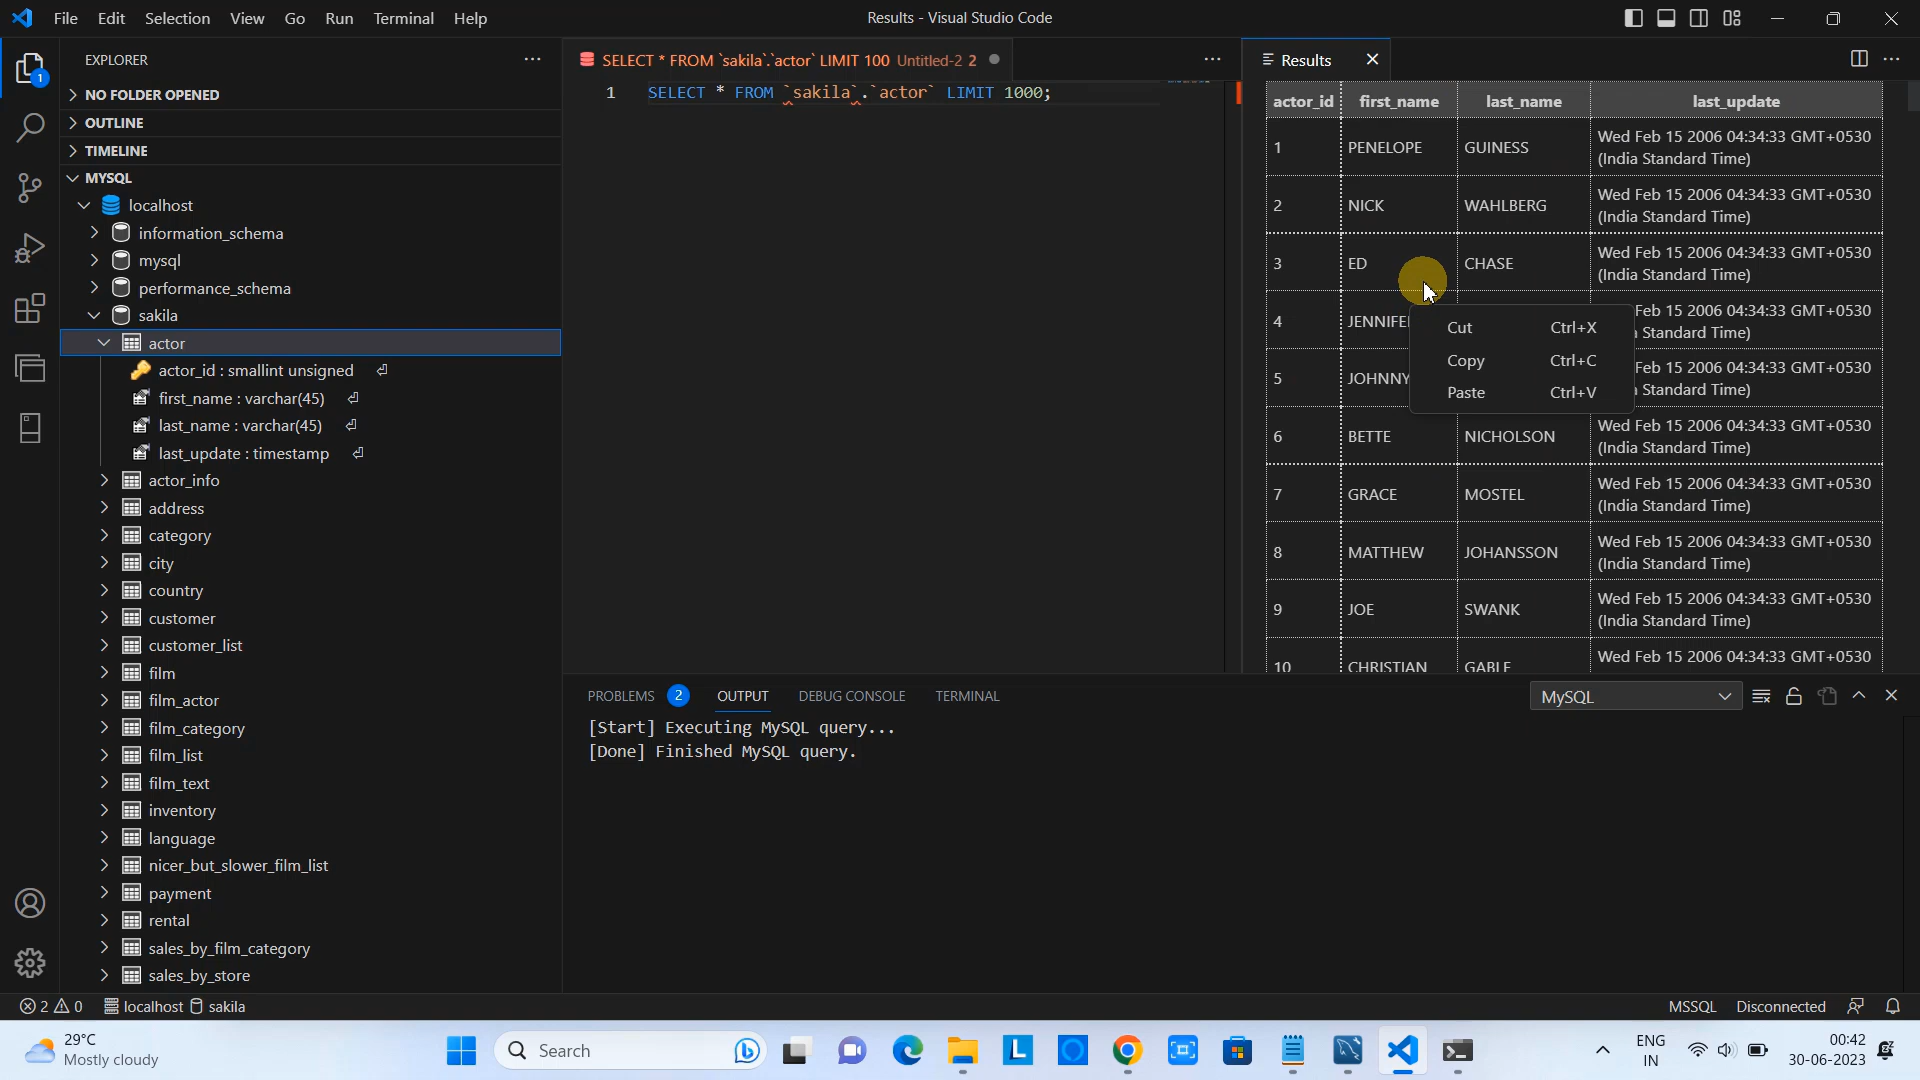 File Edit Selection View Go Run Terminal Help
Results - Visual Studio Code
EXPLORER
1
NO FOLDER OPENED
OUTLINE
TIMELINE
MYSQL
localhost
information_schema
mysql
performance_schema
sakila
actor
actor_id : smallint unsigned
first_name : varchar(45)
last_name : varchar(45)
last_update : timestamp
actor_info
address
category
city
country
customer
customer_list
film
film_actor
film_category
film_list
film_text
inventory
language
nicer_but_slower_film_list
payment
rental
sales_by_film_category
sales_by_store
SELECT * FROM `sakila`.`actor` LIMIT 100 Untitled-2 2
1 SELECT * FROM `sakila`.`actor` LIMIT 1000;
Results
actor_id first_name last_name last_update
1 PENELOPE GUINESS Wed Feb 15 2006 04:34:33 GMT+0530
(India Standard Time)
2 NICK WAHLBERG Wed Feb 15 2006 04:34:33 GMT+0530
(India Standard Time)
3 ED CHASE Wed Feb 15 2006 04:34:33 GMT+0530
(India Standard Time)
4 JENNIFE Feb 15 2006 04:34:33 GMT+0530
Standard Time)
5 JOHNNY Feb 15 2006 04:34:33 GMT+0530
Standard Time)
6 BETTE NICHOLSON Wed Feb 15 2006 04:34:33 GMT+0530
(India Standard Time)
7 GRACE MOSTEL Wed Feb 15 2006 04:34:33 GMT+0530
(India Standard Time)
8 MATTHEW JOHANSSON Wed Feb 15 2006 04:34:33 GMT+0530
(India Standard Time)
9 JOE SWANK Wed Feb 15 2006 04:34:33 GMT+0530
(India Standard Time)
10 CHRISTIAN GABLE Wed Feb 15 2006 04:34:33 GMT+0530
Cut Ctrl+X
Copy Ctrl+C
Paste Ctrl+V
PROBLEMS 2 OUTPUT DEBUG CONSOLE TERMINAL
MySQL
[Start] Executing MySQL query...
[Done] Finished MySQL query.
2 0 localhost sakila
MSSQL Disconnected
29°C
Mostly cloudy
Search
ENG
IN
00:42
30-06-2023